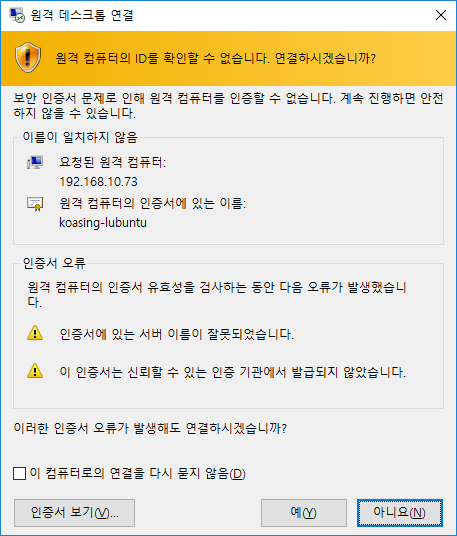 원격 데스크톱 연결
원격 컴퓨터의 ID를 확인할 수 없습니다. 연결하시겠습니까?
보안 인증서 문제로 인해 원격 컴퓨터를 인증할 수 없습니다. 계속 진행하면 안전
하지 않을 수 있습니다.
이름이 일치하지 않음
요청된 원격 컴퓨터:
192.168.10.73
원격 컴퓨터의 인증서에 있는 이름:
koasing-lubuntu
인증서 오류
원격 컴퓨터의 인증서 유효성을 검사하는 동안 다음 오류가 발생했습니
다.
인증서에 있는 서버 이름이 잘못되었습니다.
이 인증서는 신뢰할 수 있는 인증 기관에서 발급되지 않았습니다.
이러한 인증서 오류가 발생해도 연결하시겠습니까?
이 컴퓨터로의 연결을 다시 묻지 않음(D)
인증서 보기(V)...
예(Y)
아니요(N)